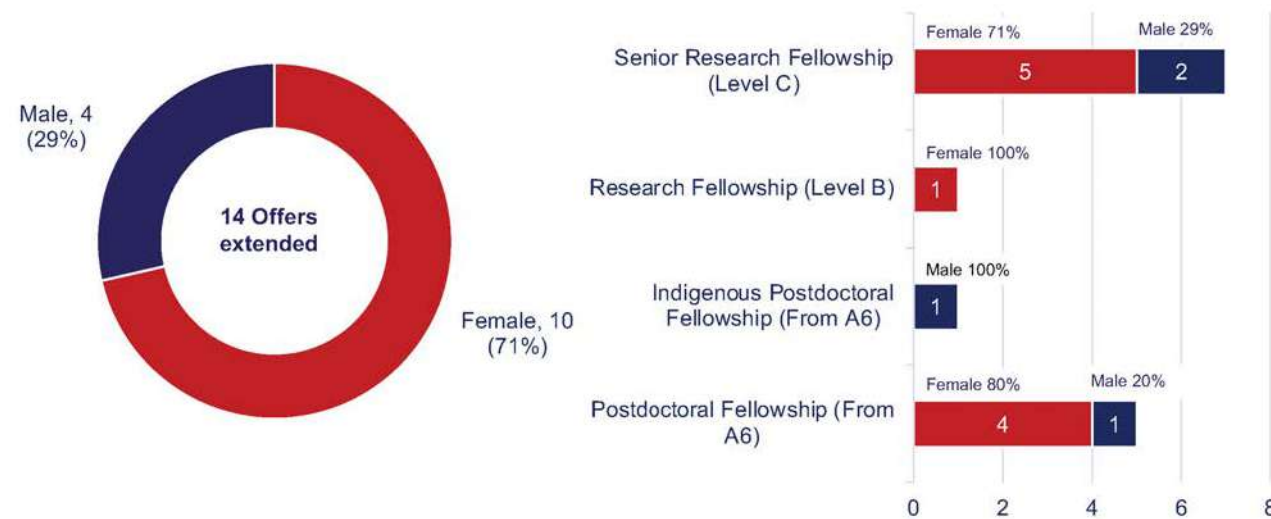 Male, 4
(29%)
14 Offers
extended
Female, 10
(71%)
Senior Research Fellowship
(Level C)
Female 71%
Male 29%
5
2
Research Fellowship (Level B)
Female 100%
1
Indigenous Postdoctoral
Fellowship (From A6)
Male 100%
1
Postdoctoral Fellowship (From
A6)
Female 80%
Male 20%
4
1
0
2
4
6
8